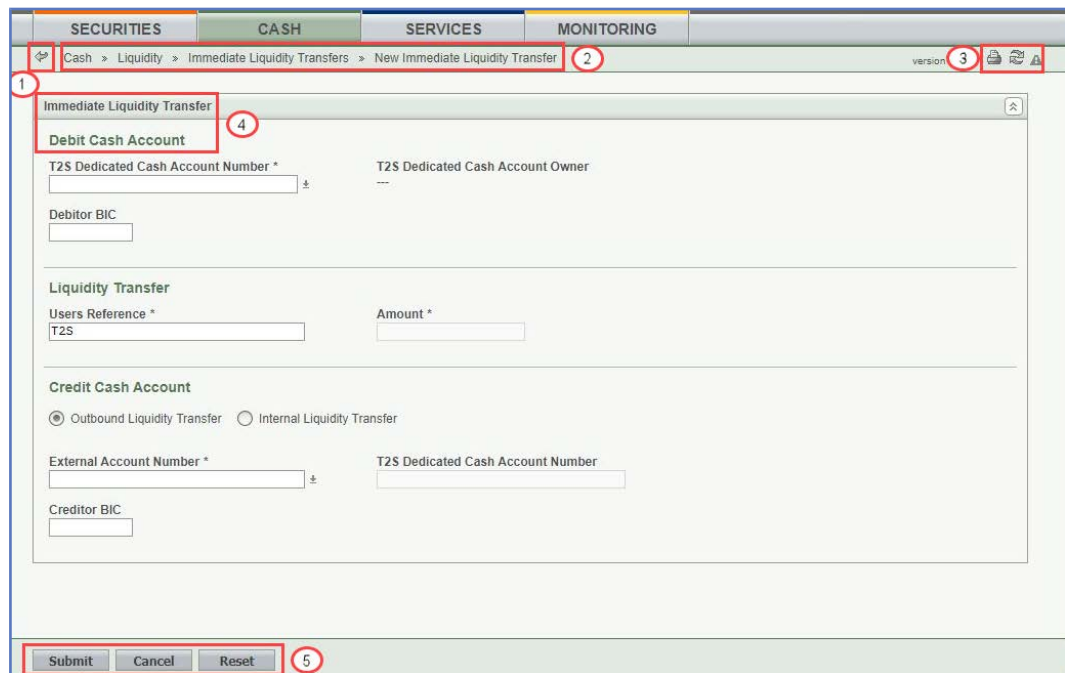 SECURITIES CASH SERVICES MONITORING
Cash » Liquidity » Immediate Liquidity Transfers » New Immediate Liquidity Transfer 2 version 3
1
Immediate Liquidity Transfer
4
Debit Cash Account
T2S Dedicated Cash Account Number * T2S Dedicated Cash Account Owner
---
Debitor BIC
Liquidity Transfer
Users Reference * Amount *
T2S
Credit Cash Account
Outbound Liquidity Transfer Internal Liquidity Transfer
External Account Number * T2S Dedicated Cash Account Number
Creditor BIC
Submit Cancel Reset 5